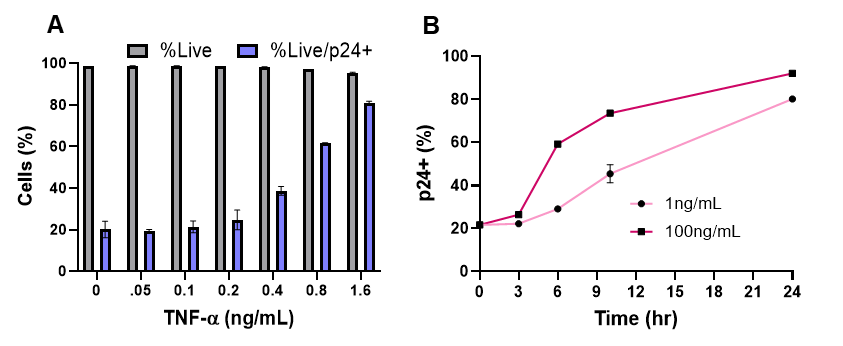 A
%Live %Live/p24+
Cells (%)
100
80
60
40
20
0
0 .05 0.1 0.2 0.4 0.8 1.6
TNF-α (ng/mL)
B
p24+ (%)
100
80
60
40
20
0
1ng/mL
100ng/mL
0 3 6 9 12 15 18 21 24
Time (hr)